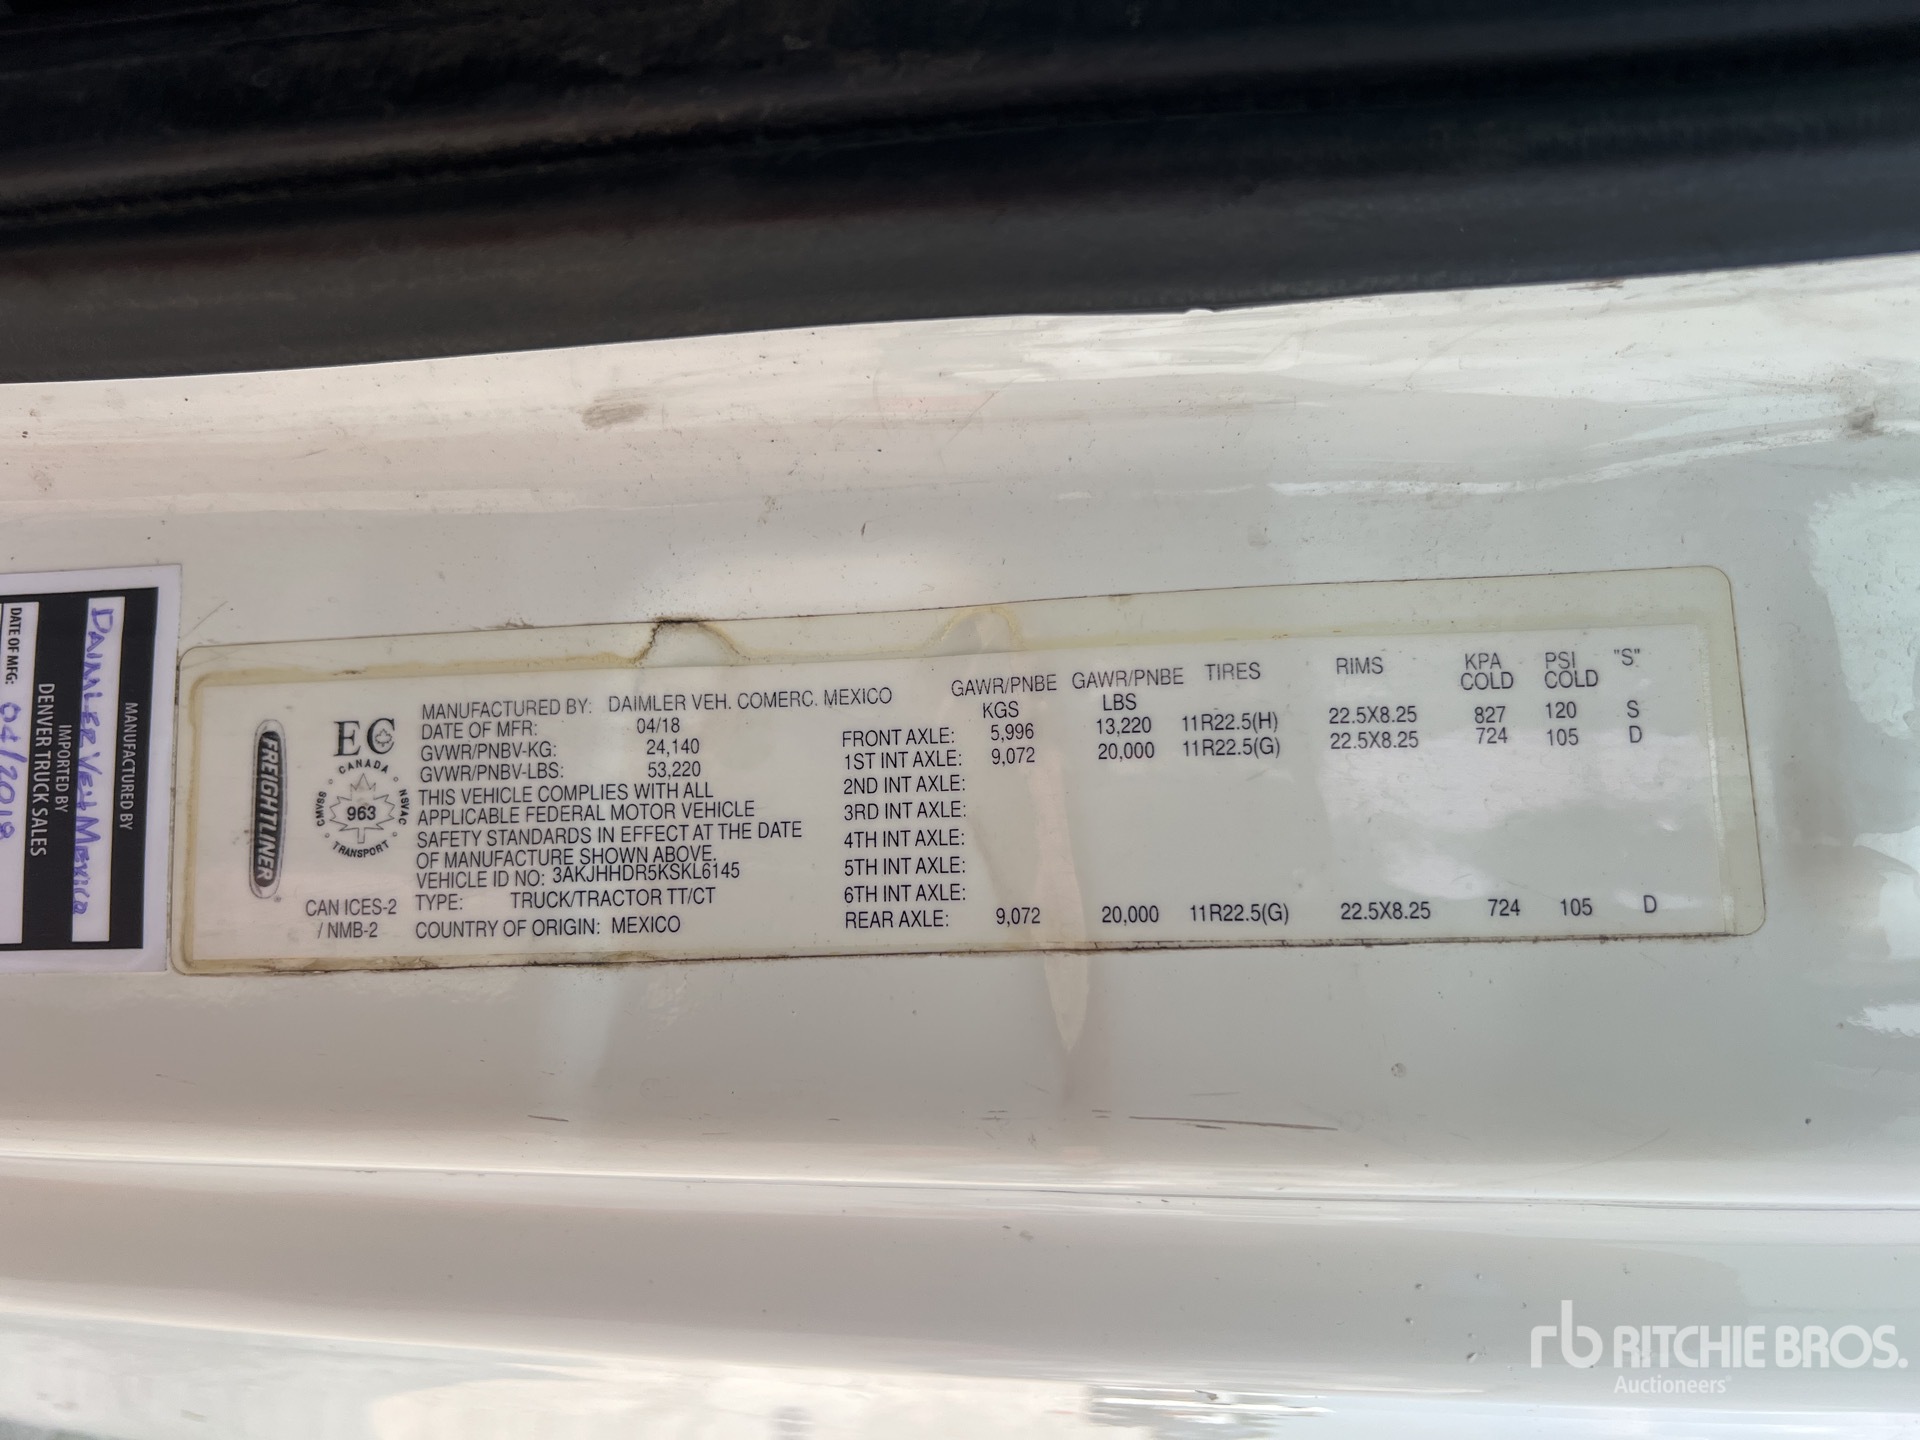 MANUFACTURED BY
DAIMLER VEH MEXICO
IMPORTED BY
DENVER TRUCK SALES
DATE OF MFG: 04/2018
FREIGHTLINER
EC
CANADA
CMVSS 963 NSVAC
TRANSPORT
CAN ICES-2
/ NMB-2
MANUFACTURED BY: DAIMLER VEH. COMERC. MEXICO
DATE OF MFR: 04/18
GVWR/PNBV-KG: 24,140
GVWR/PNBV-LBS: 53,220
THIS VEHICLE COMPLIES WITH ALL
APPLICABLE FEDERAL MOTOR VEHICLE
SAFETY STANDARDS IN EFFECT AT THE DATE
OF MANUFACTURE SHOWN ABOVE.
VEHICLE ID NO: 3AKJHHDR5KSKL6145
TYPE: TRUCK/TRACTOR TT/CT
COUNTRY OF ORIGIN: MEXICO
GAWR/PNBE KGS GAWR/PNBE LBS TIRES RIMS KPA COLD PSI COLD "S"
FRONT AXLE: 5,996 13,220 11R22.5(H) 22.5X8.25 827 120 S
1ST INT AXLE: 9,072 20,000 11R22.5(G) 22.5X8.25 724 105 D
2ND INT AXLE:
3RD INT AXLE:
4TH INT AXLE:
5TH INT AXLE:
6TH INT AXLE:
REAR AXLE: 9,072 20,000 11R22.5(G) 22.5X8.25 724 105 D
rb RITCHIE BROS.
Auctioneers